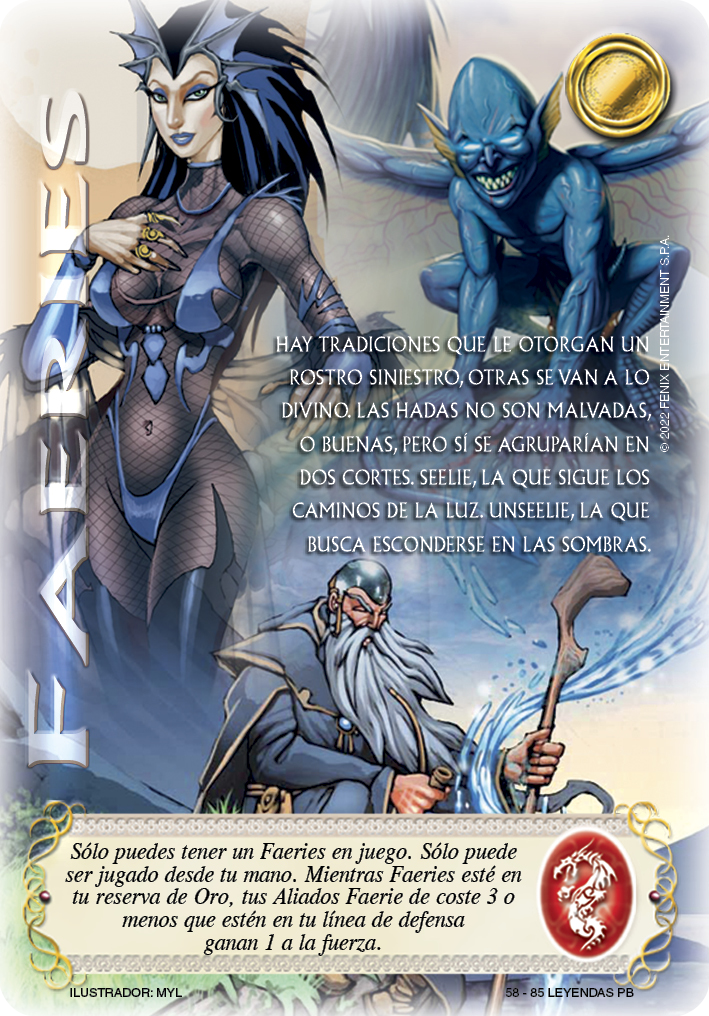 FAERIES
HAY TRADICIONES QUE LE OTORGAN UN
ROSTRO SINIESTRO, OTRAS SE VAN A LO
DIVINO. LAS HADAS NO SON MALVADAS,
O BUENAS, PERO SÍ SE AGRUPARÍAN EN
DOS CORTES. SEELIE, LA QUE SIGUE LOS
CAMINOS DE LA LUZ. UNSEELIE, LA QUE
BUSCA ESCONDERSE EN LAS SOMBRAS.
© 2022 FENIX ENTERTAINMENT S.P.A.
Sólo puedes tener un Faeries en juego. Sólo puede
ser jugado desde tu mano. Mientras Faeries esté en
tu reserva de Oro, tus Aliados Faerie de coste 3 o
menos que estén en tu línea de defensa
ganan 1 a la fuerza.
ILUSTRADOR: MYL
58 - 85 LEYENDAS PB